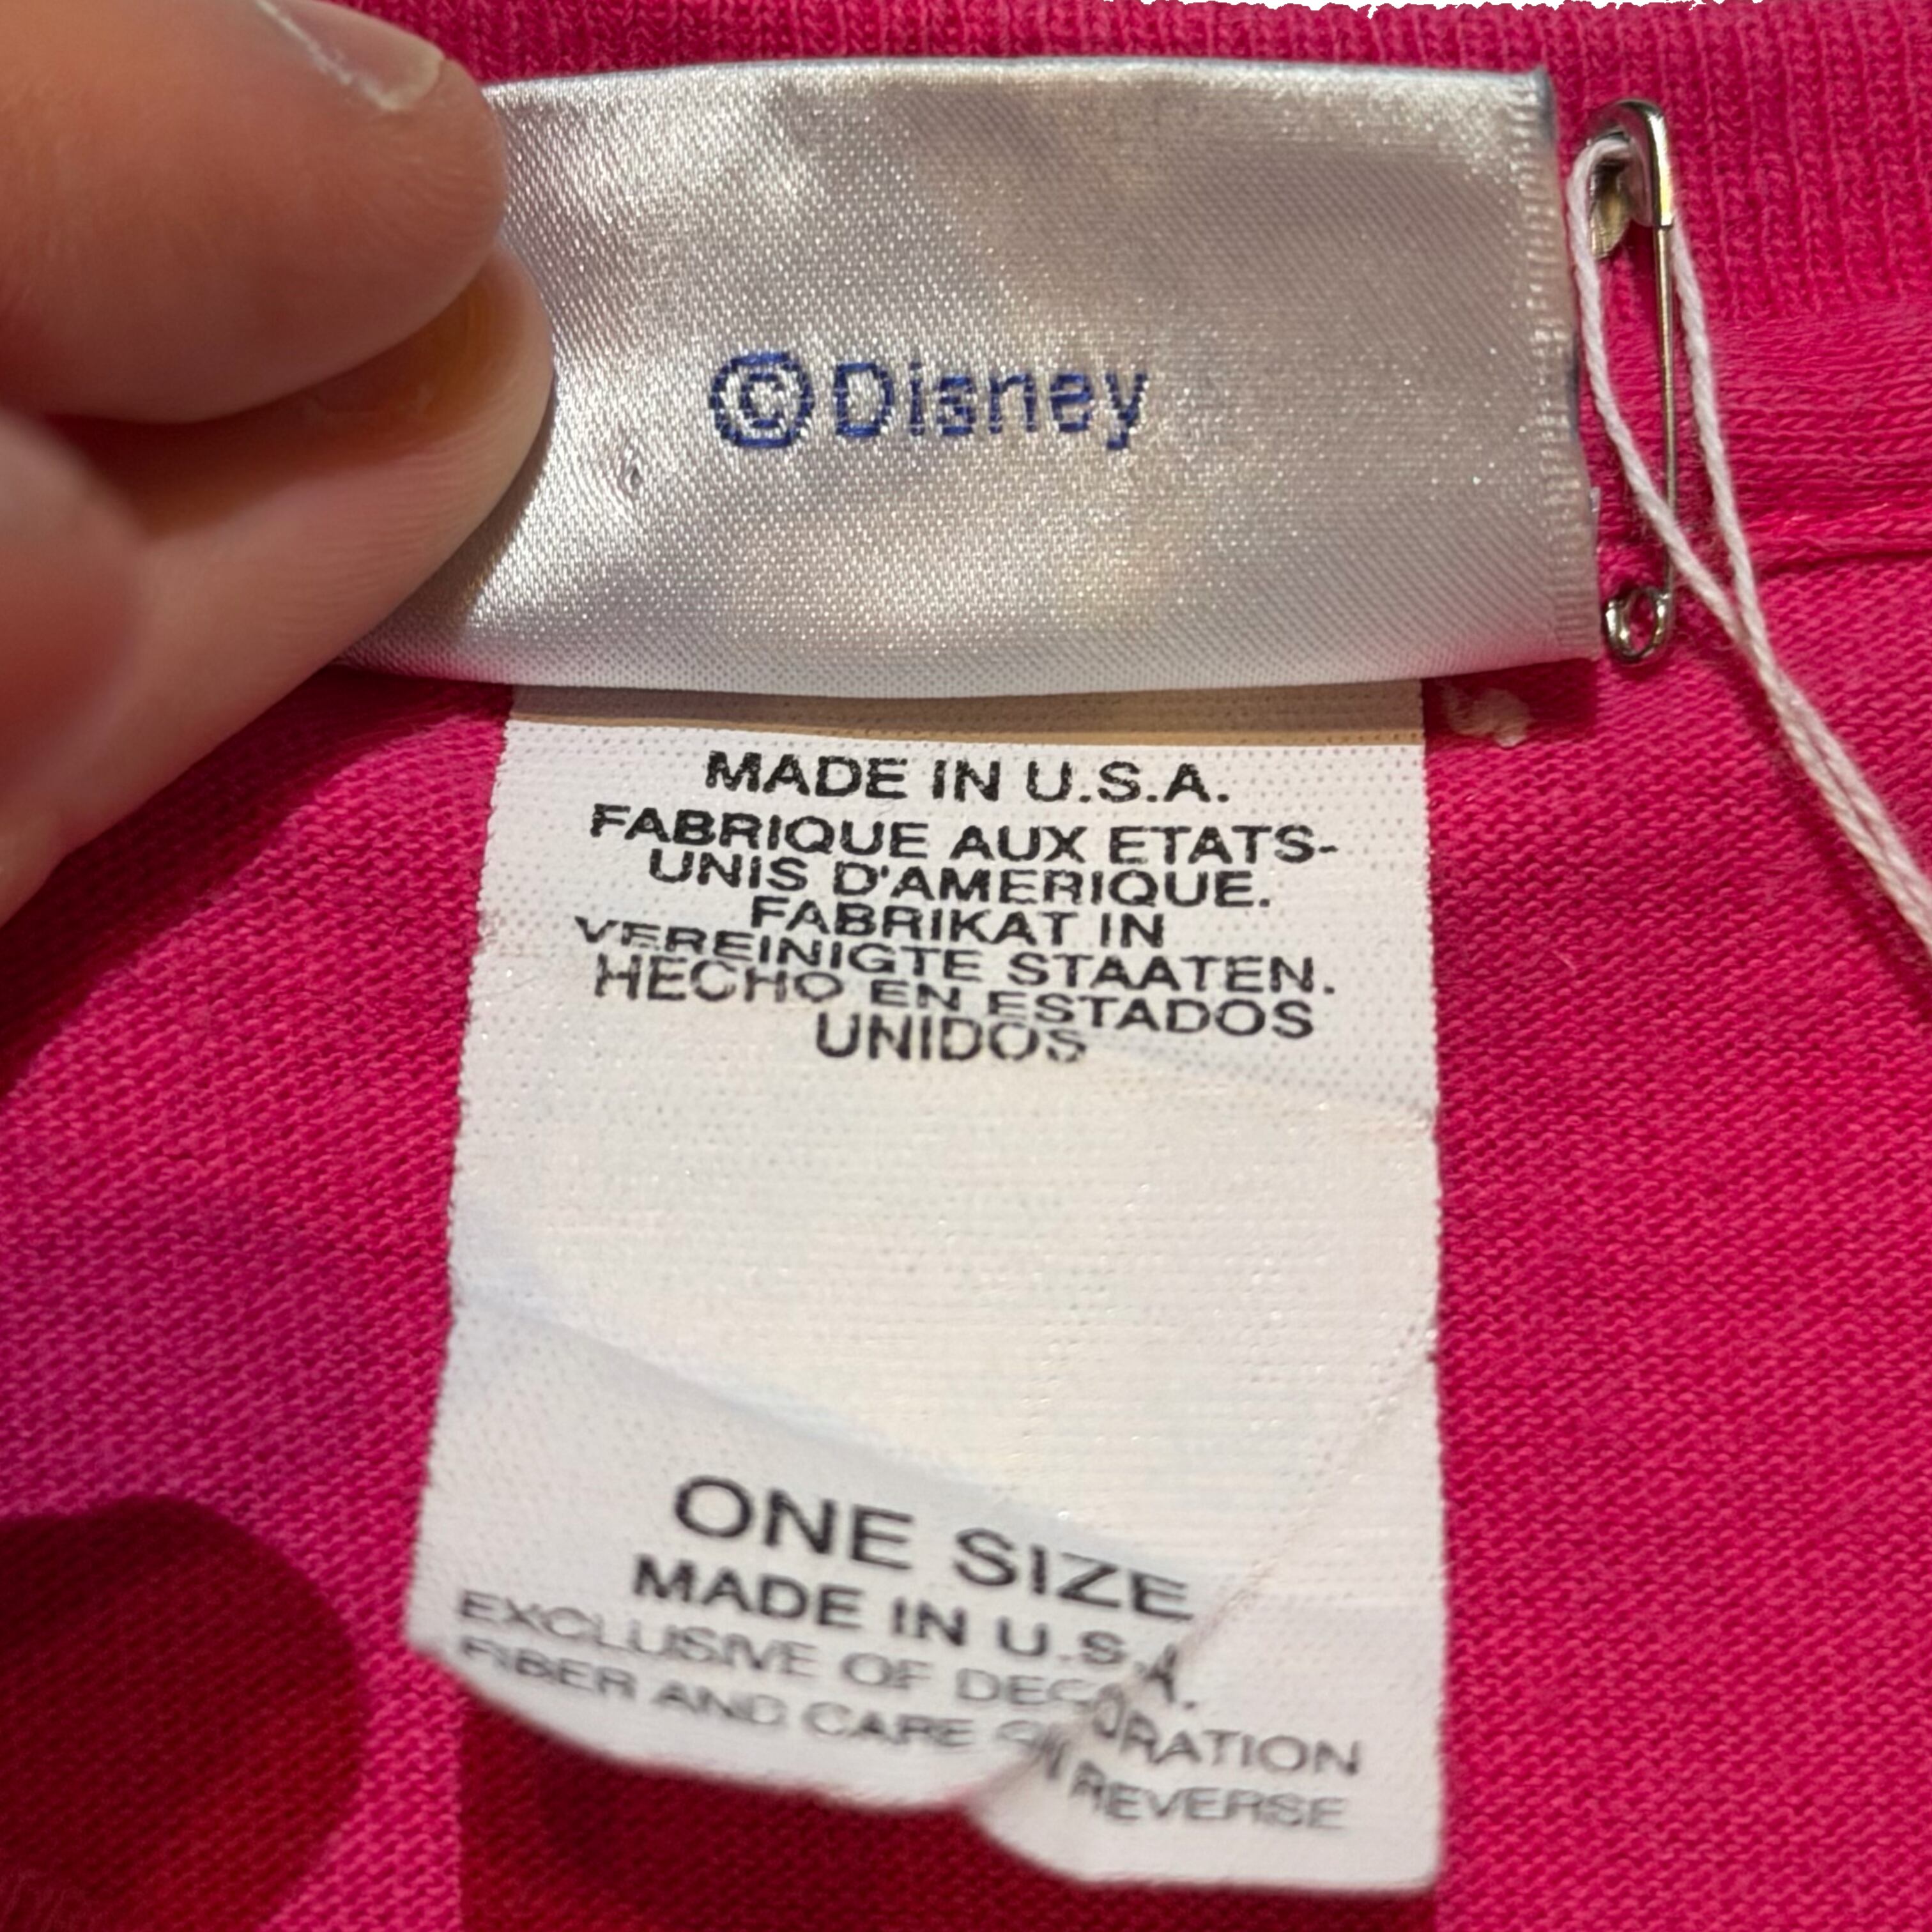 ©Disney
MADE IN U.S.A.
FABRIQUE AUX ETATS-
UNIS D'AMERIQUE.
FABRIKAT IN
VEREINIGTE STAATEN.
HECHO EN ESTADOS
UNIDOS
ONE SIZE
MADE IN U.S.A.
EXCLUSIVE OF DECORATION
FIBER AND CARE ON REVERSE